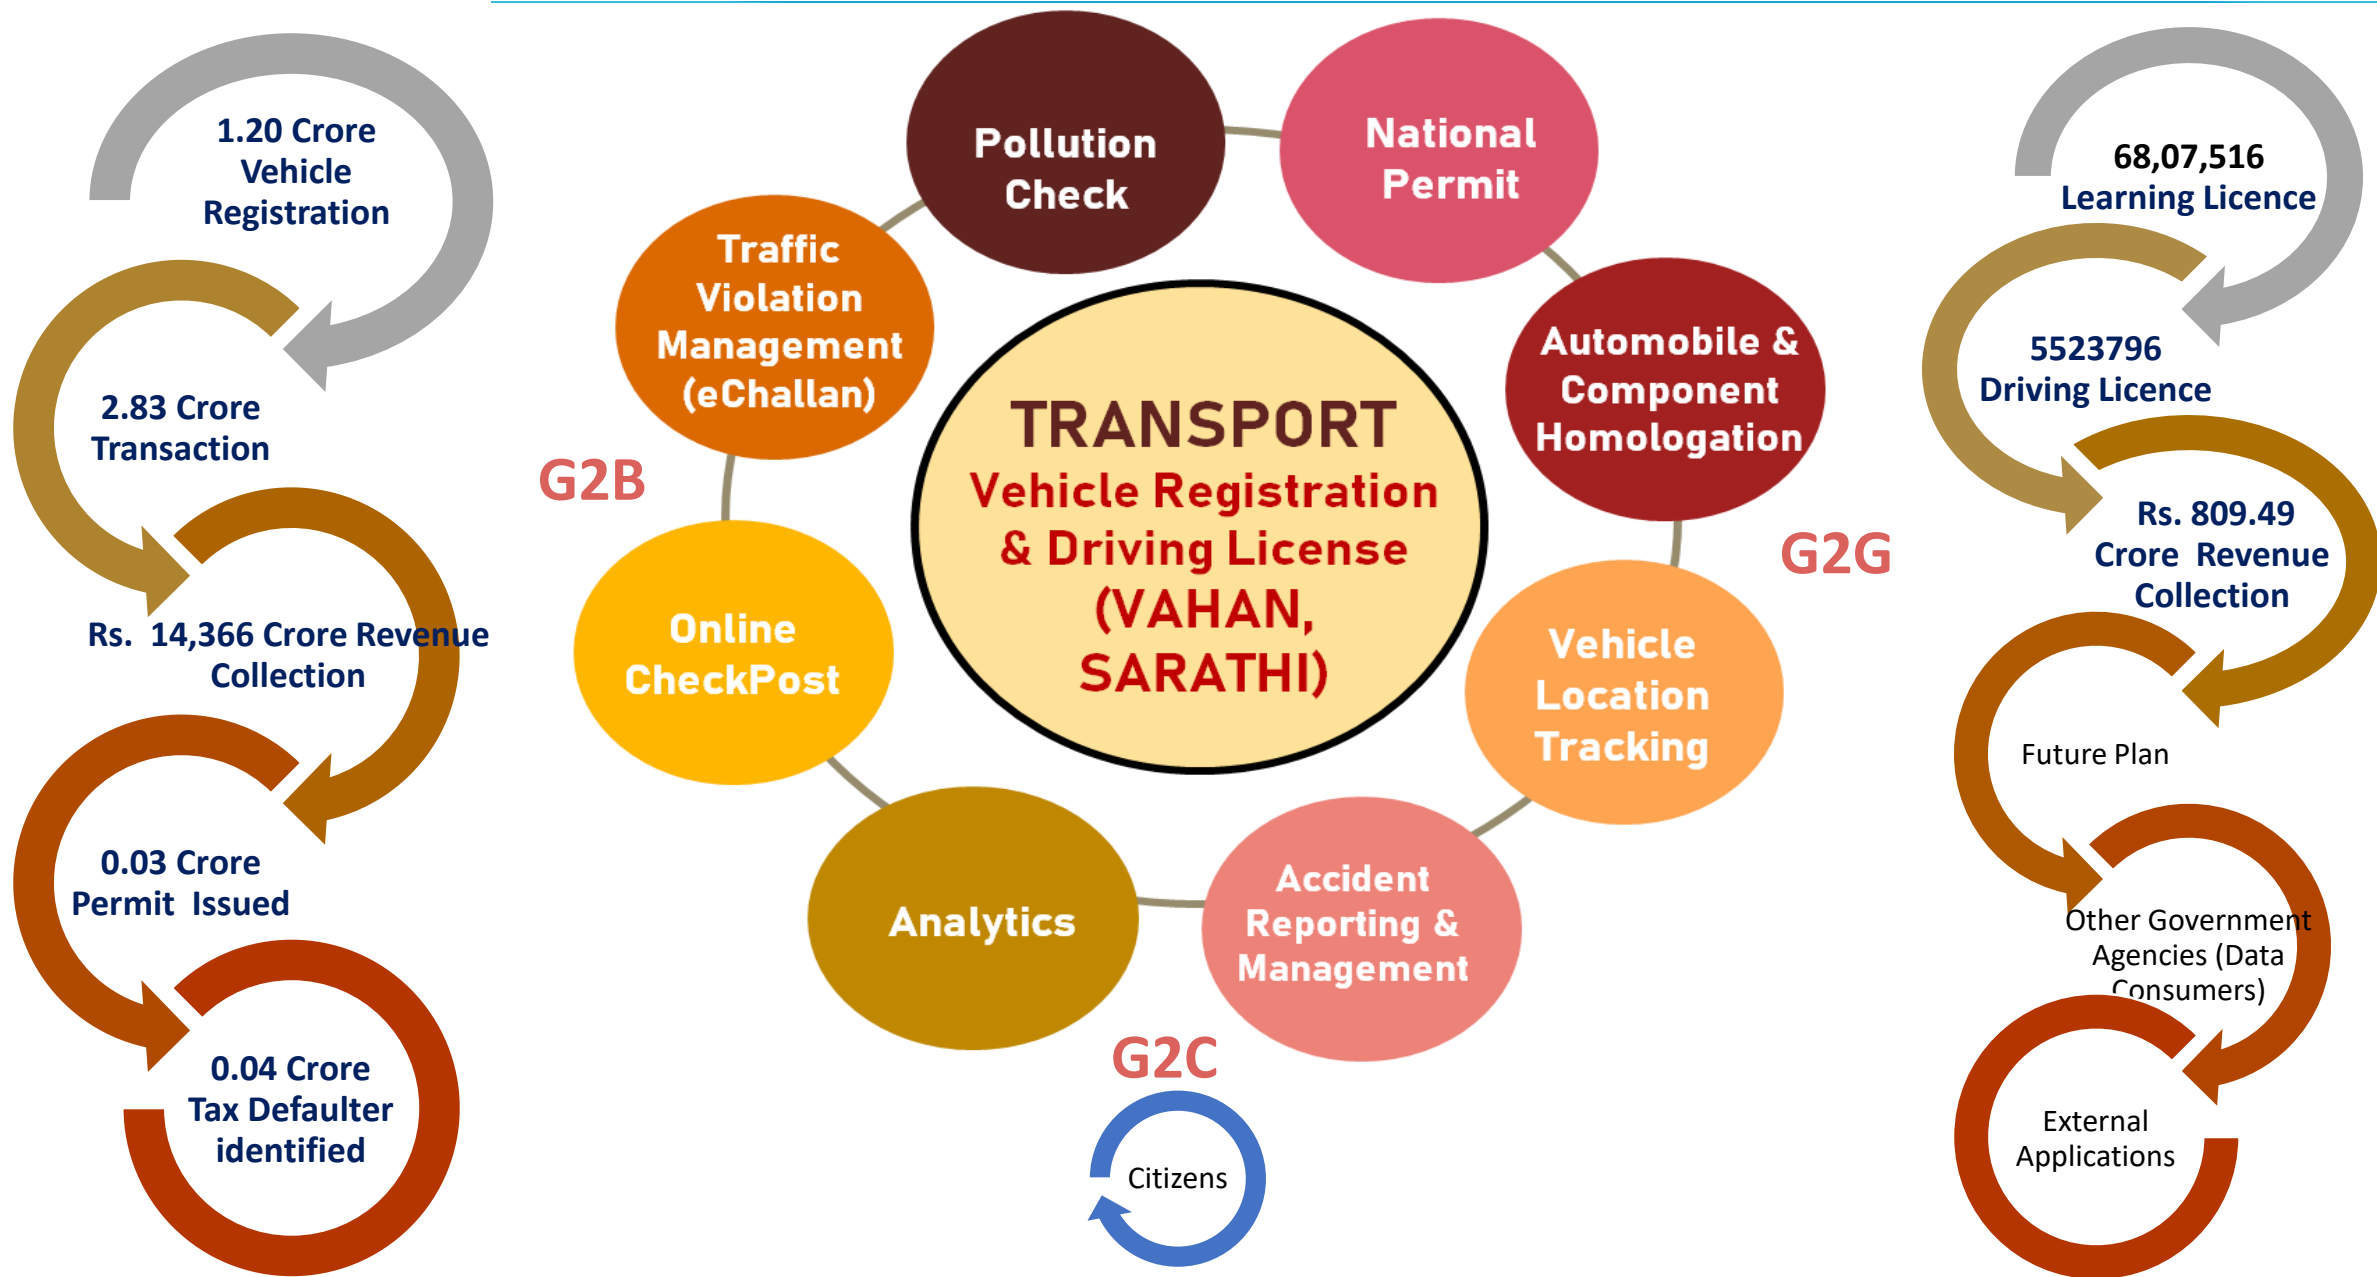 1.20 Crore
Vehicle
Registration
2.83 Crore
Transaction
Rs.  14,366 Crore Revenue
Collection
0.03 Crore
Permit  Issued
0.04 Crore
Tax Defaulter
identified
Pollution
Check
National
Permit
Traffic
Violation
Management
(eChallan)
Automobile &
Component
Homologation
G2B
TRANSPORT
Vehicle Registration
& Driving License
(VAHAN,
SARATHI)
G2G
Online
CheckPost
Vehicle
Location
Tracking
Analytics
Accident
Reporting &
Management
G2C
Citizens
68,07,516
Learning Licence
5523796
Driving Licence
Rs. 809.49
Crore  Revenue
Collection
Future Plan
Other Government
Agencies (Data
Consumers)
External
Applications